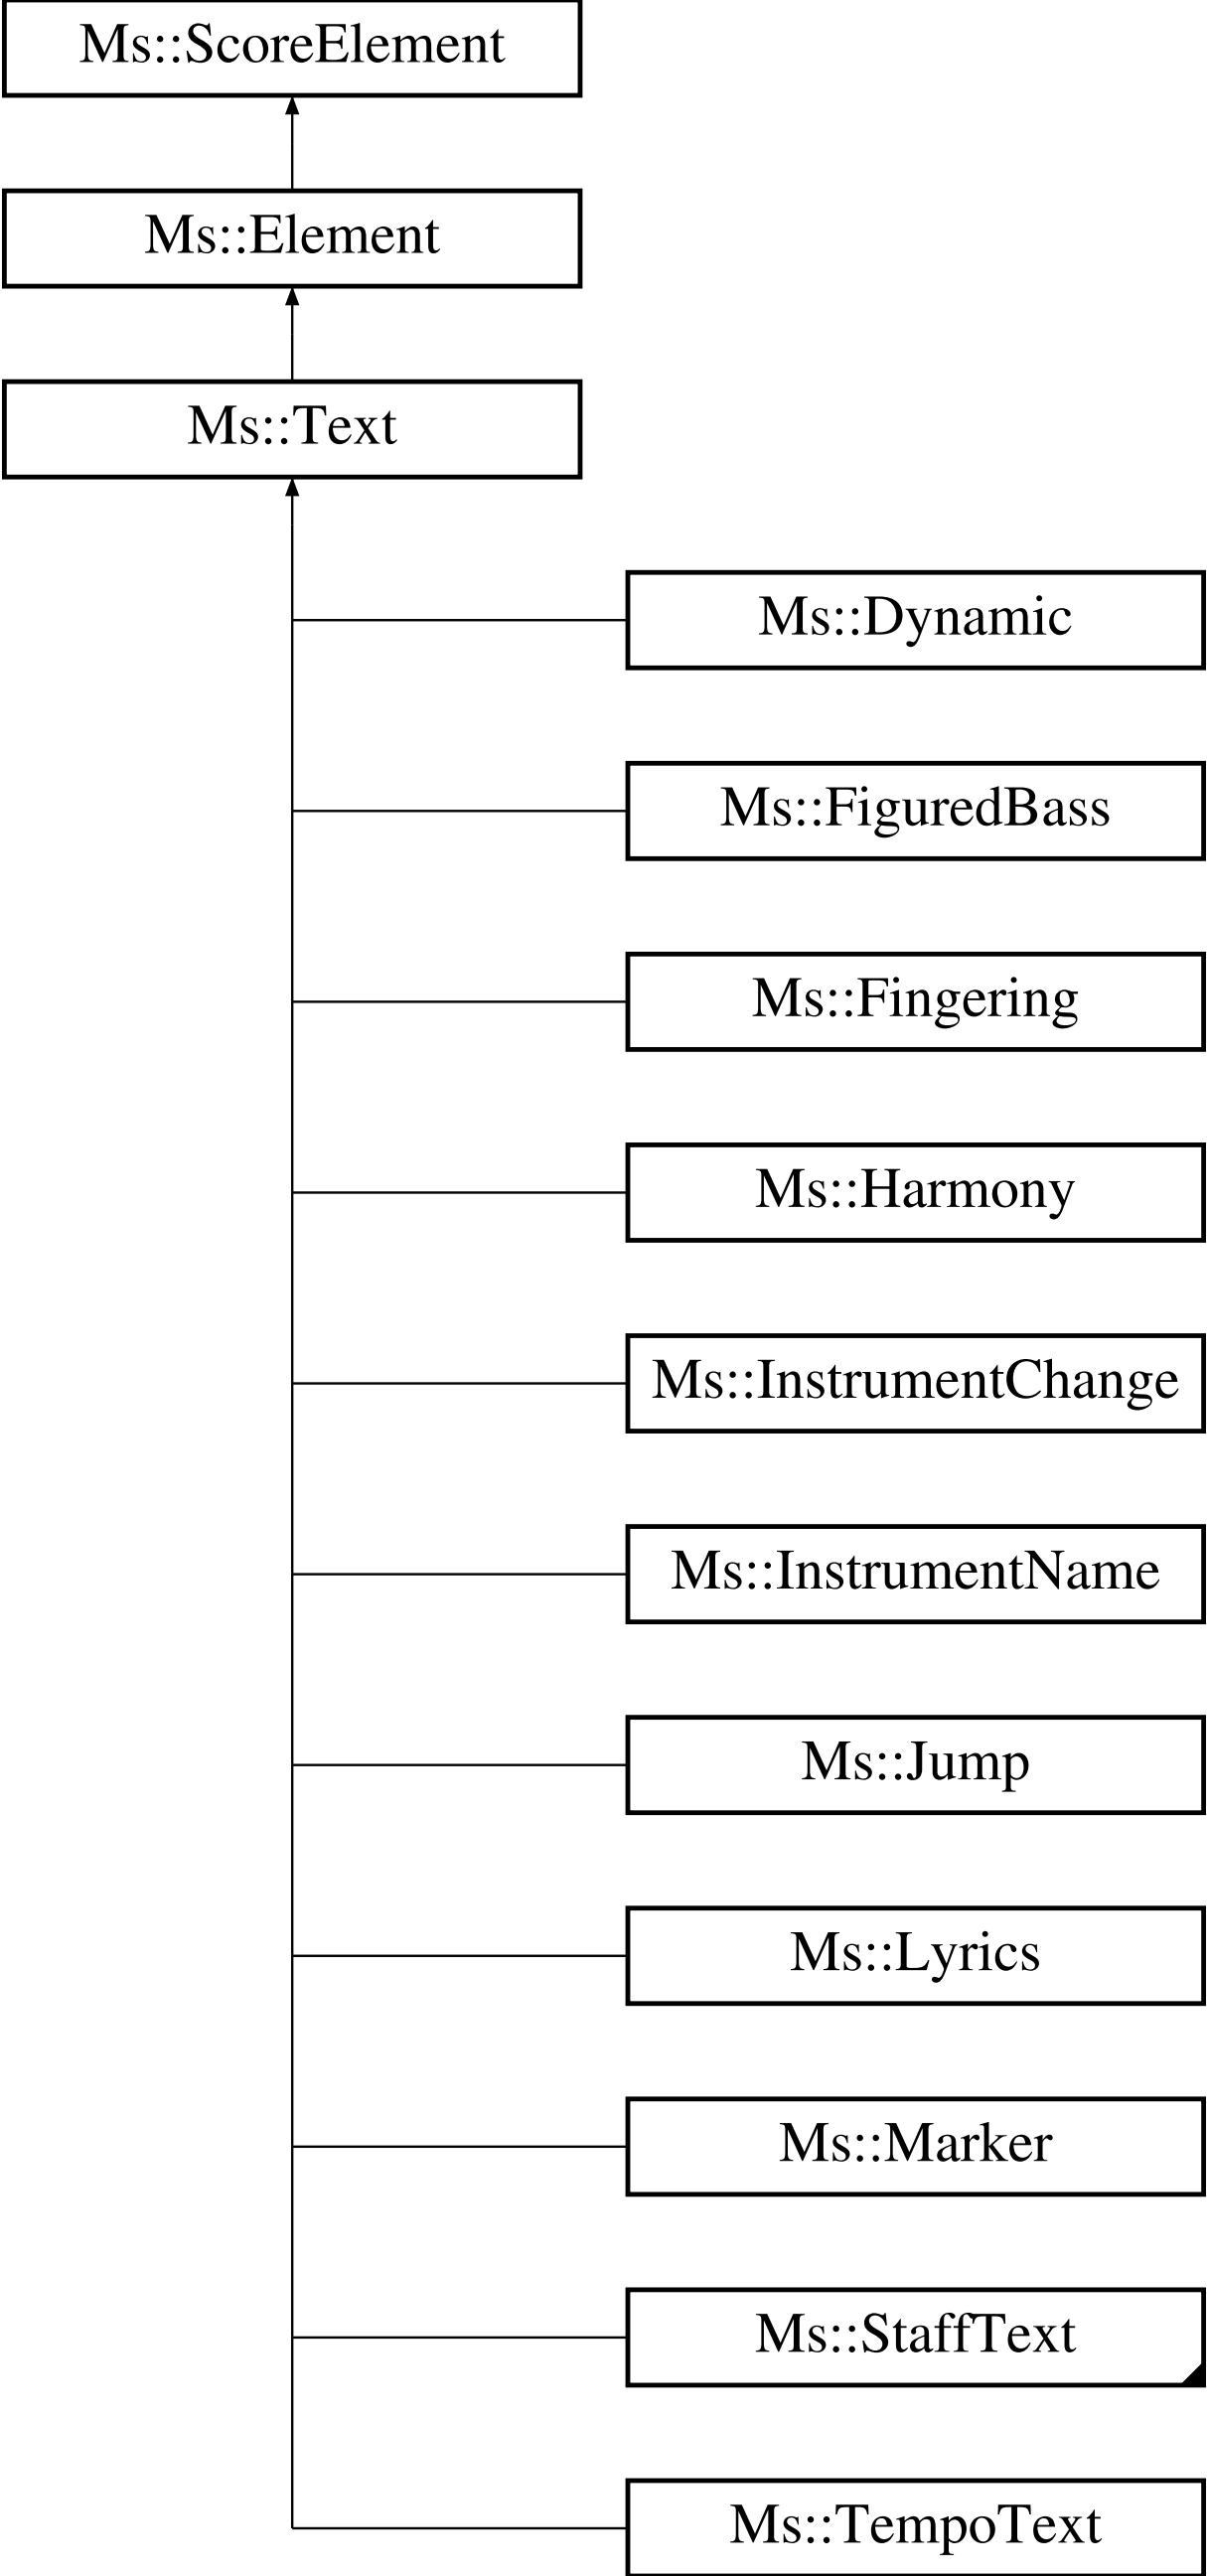 Ms::ScoreElement
Ms::Element
Ms::Text
Ms::Dynamic
Ms::FiguredBass
Ms::Fingering
Ms::Harmony
Ms::InstrumentChange
Ms::InstrumentName
Ms::Jump
Ms::Lyrics
Ms::Marker
Ms::StaffText
Ms::TempoText